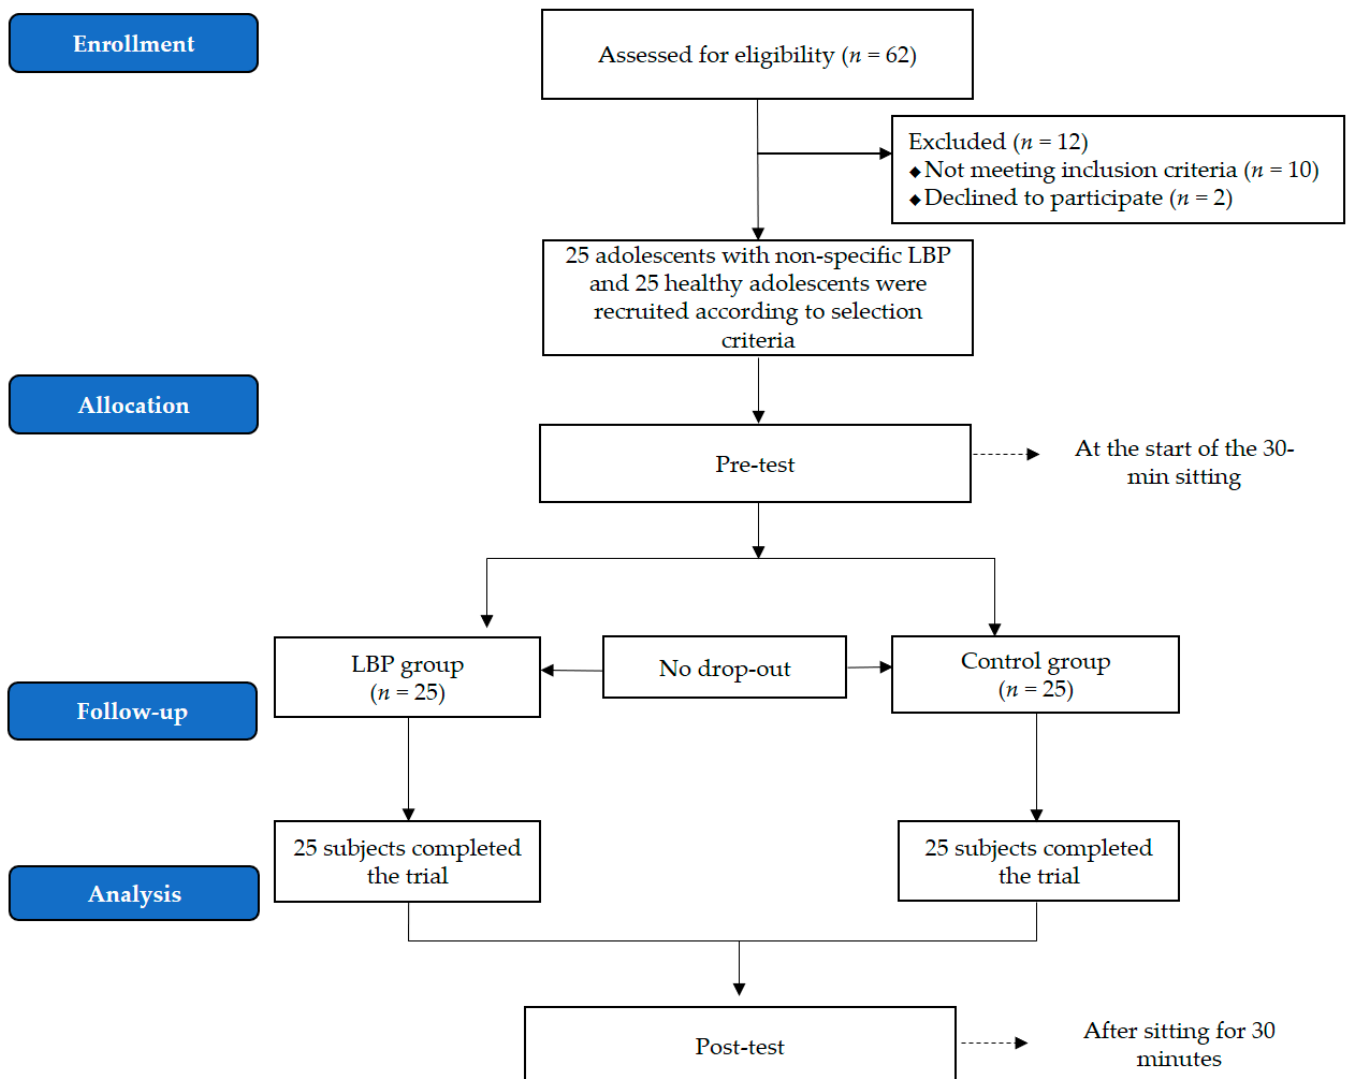 Enrollment
Assessed for eligibility (n = 62)
Excluded (n = 12)
◆Not meeting inclusion criteria (n = 10)
◆Declined to participate (n = 2)
25 adolescents with non-specific LBP
and 25 healthy adolescents were
recruited according to selection
criteria
Allocation
Pre-test
At the start of the 30-
min sitting
LBP group
(n = 25)
No drop-out
Control group
(n = 25)
Follow-up
25 subjects completed
the trial
25 subjects completed
the trial
Analysis
Post-test
After sitting for 30
minutes